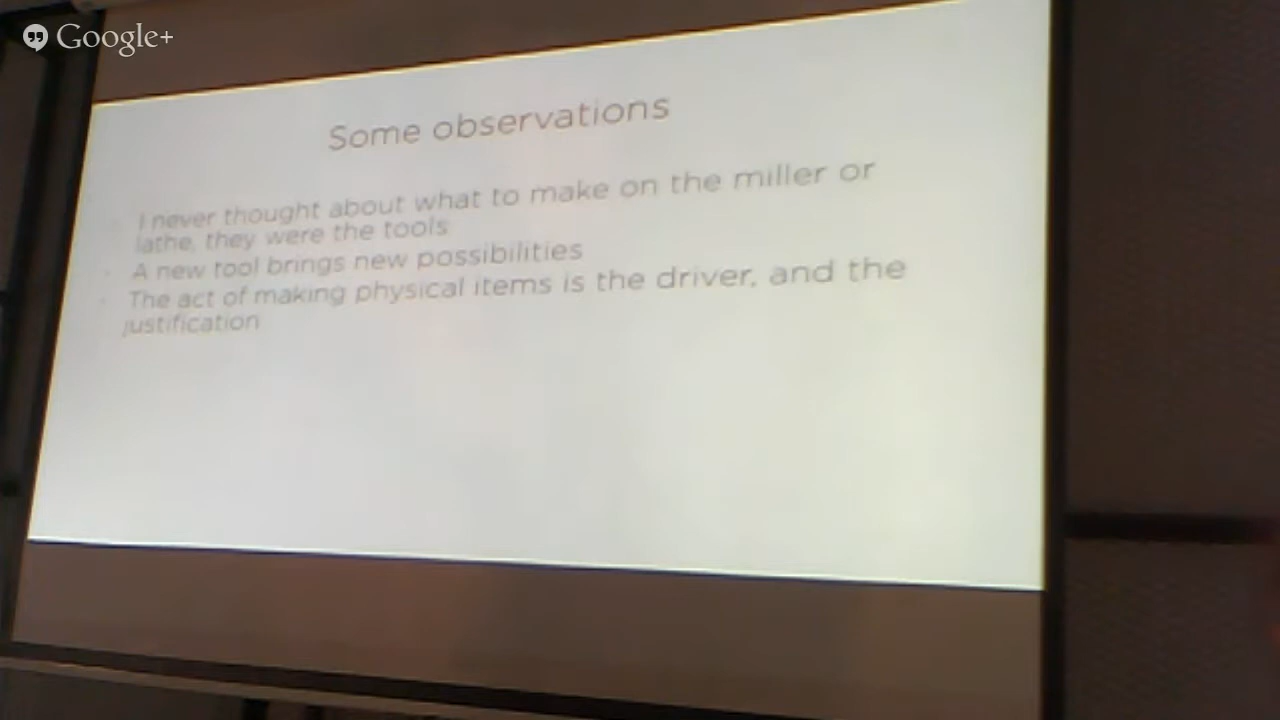 Google+
Some observations
I never thought about what to make on the miller or
lathe, they were the tools
A new tool brings new possibilities
The act of making physical items is the driver, and the
justification